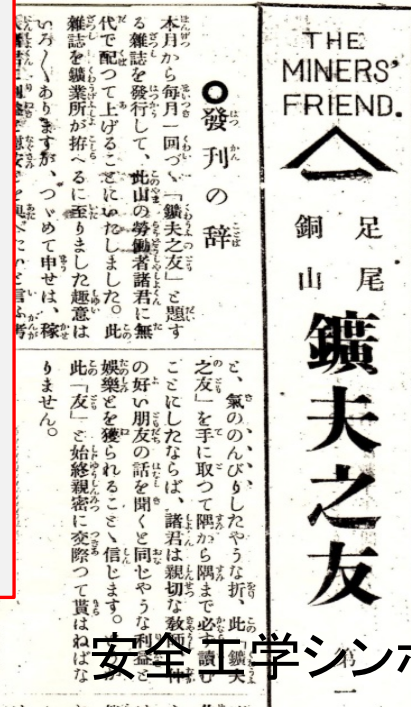 THE
MINERS'
FRIEND.
足尾
銅山
鑛夫之友
第一
發刊の辞
本月から毎月一回づゝ「鑛夫之友」と題す
る雜誌を發行して、此山の勞働者諸君に無
代で配つて上げることにいたしました。此
雜誌を鑛業所が拵へるに至りました趣意は
いろ〱ありますが、つゞめて申せは、稼
と、氣ののんびりしたやうな折、此「鑛夫
之友」を手に取つて隅から隅まで必ず讀む
ことにしたならば、諸君は親切な敎師
の好い朋友の話を聞くと同じやうな利益と
娛樂とを獲られることゝ信じます。
此「友」と始終親密に交際つて貰はねばな
りません。
安全工学シンポ